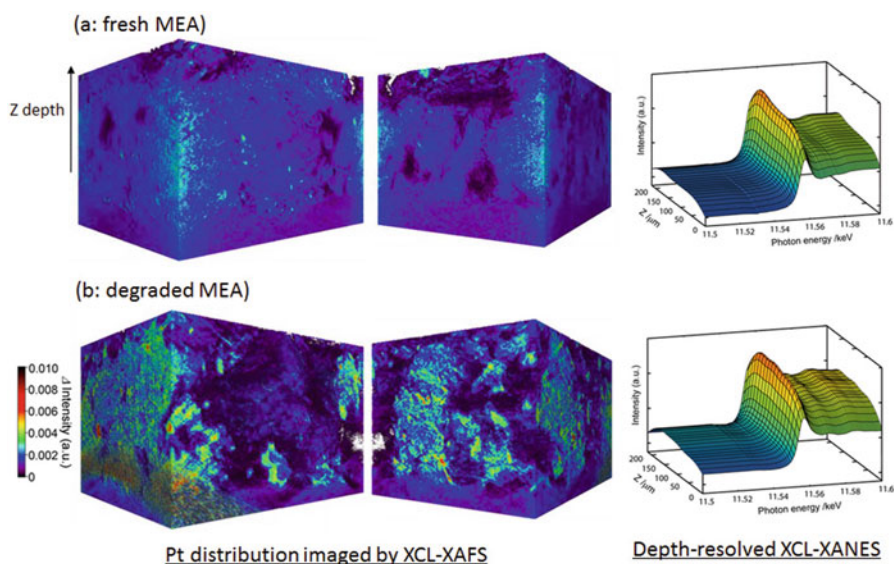 (a: fresh MEA)
Z depth
Intensity (a.u.)
200
150
100
50
0
Z /μm
11.5
11.52
11.54
11.56
11.58
11.6
Photon energy /keV
(b: degraded MEA)
0.010
0.008
0.006
0.004
0.002
0
Δ Intensity (a.u.)
Intensity (a.u.)
200
150
100
50
0
Z /μm
11.5
11.52
11.54
11.56
11.58
11.6
Photon energy /keV
Pt distribution imaged by XCL-XAFS
Depth-resolved XCL-XANES